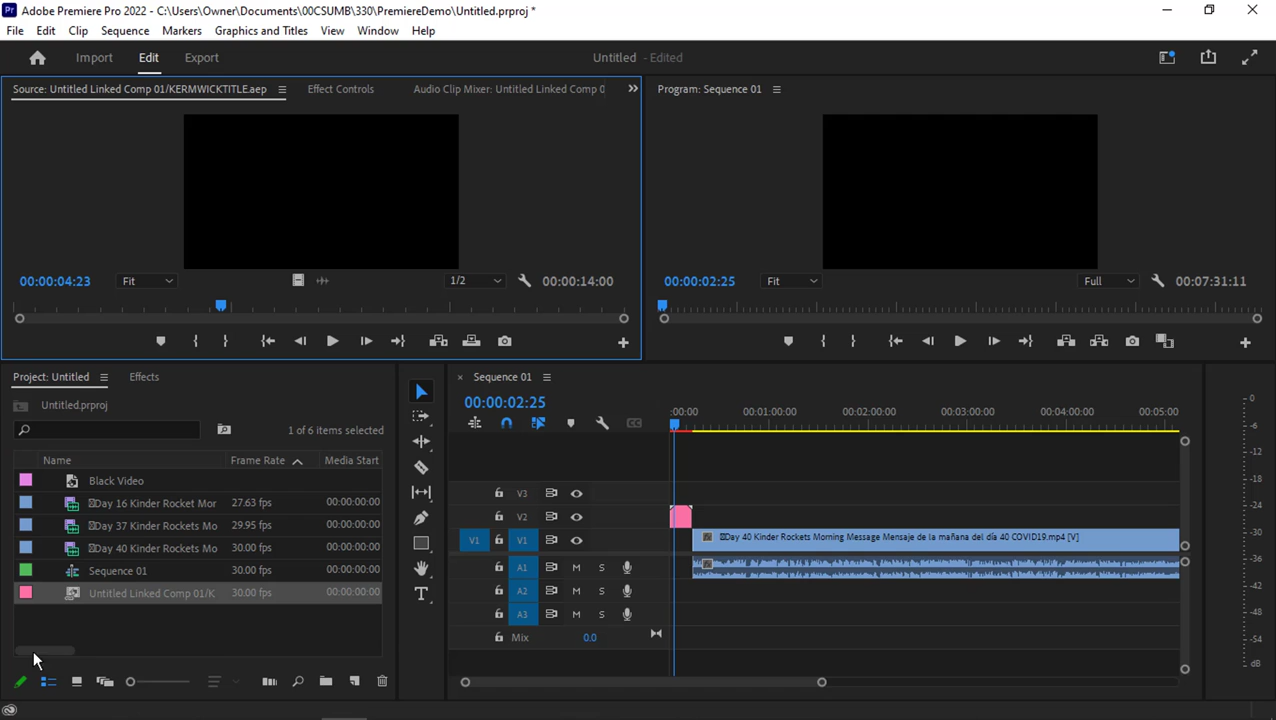 Pr Adobe Premiere Pro 2022 - C:\Users\Owner\Documents\00CSUMB\330\PremiereDemo\Untitled.prproj *
File Edit Clip Sequence Markers Graphics and Titles View Window Help
Import Edit Export Untitled - Edited
Source: Untitled Linked Comp 01/KERMWICKTITLE.aep Effect Controls Audio Clip Mixer: Untitled Linked Comp 0
Program: Sequence 01
00:00:04:23 Fit 1/2 00:00:14:00
00:00:02:25 Fit Full 00:07:31:11
Project: Untitled Effects
Untitled.prproj
1 of 6 items selected
Name Frame Rate Media Start
Black Video
Day 16 Kinder Rocket Mor 27.63 fps 00:00:00:00
Day 37 Kinder Rockets Mo 29.95 fps 00:00:00:00
Day 40 Kinder Rockets Mo 30.00 fps 00:00:00:00
Sequence 01 30.00 fps 00:00:00:00
Untitled Linked Comp 01/K 30.00 fps 00:00:00:00
T
Sequence 01
00:00:02:25
:00:00 00:01:00:00 00:02:00:00 00:03:00:00 00:04:00:00 00:05:00
CC
V3
V2
V1 V1 Day 40 Kinder Rockets Morning Message Mensaje de la mañana del día 40 COVID19.mp4 [V]
A1 M S
A2 M S
A3 M S
Mix 0.0
0
-6
-12
-18
-24
-30
-36
-42
-48
-54
dB